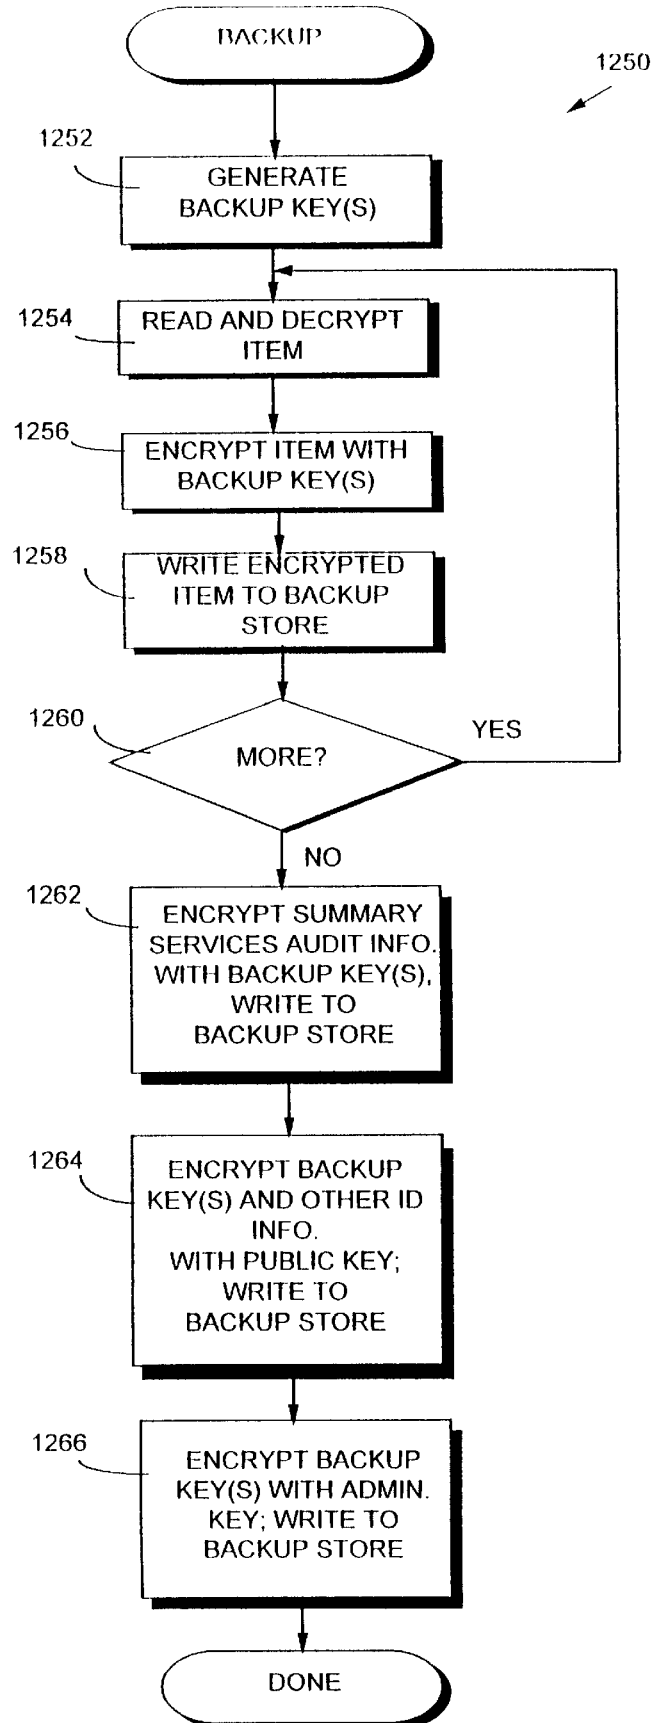 BACKUP
1250
1252
GENERATE
BACKUP KEY(S)
1254
READ AND DECRYPT
ITEM
1256
ENCRYPT ITEM WITH
BACKUP KEY(S)
1258
WRITE ENCRYPTED
ITEM TO BACKUP
STORE
1260
MORE?
YES
NO
1262
ENCRYPT SUMMARY
SERVICES AUDIT INFO.
WITH BACKUP KEY(S),
WRITE TO
BACKUP STORE
1264
ENCRYPT BACKUP
KEY(S) AND OTHER ID
INFO.
WITH PUBLIC KEY;
WRITE TO
BACKUP STORE
1266
ENCRYPT BACKUP
KEY(S) WITH ADMIN.
KEY; WRITE TO
BACKUP STORE
DONE